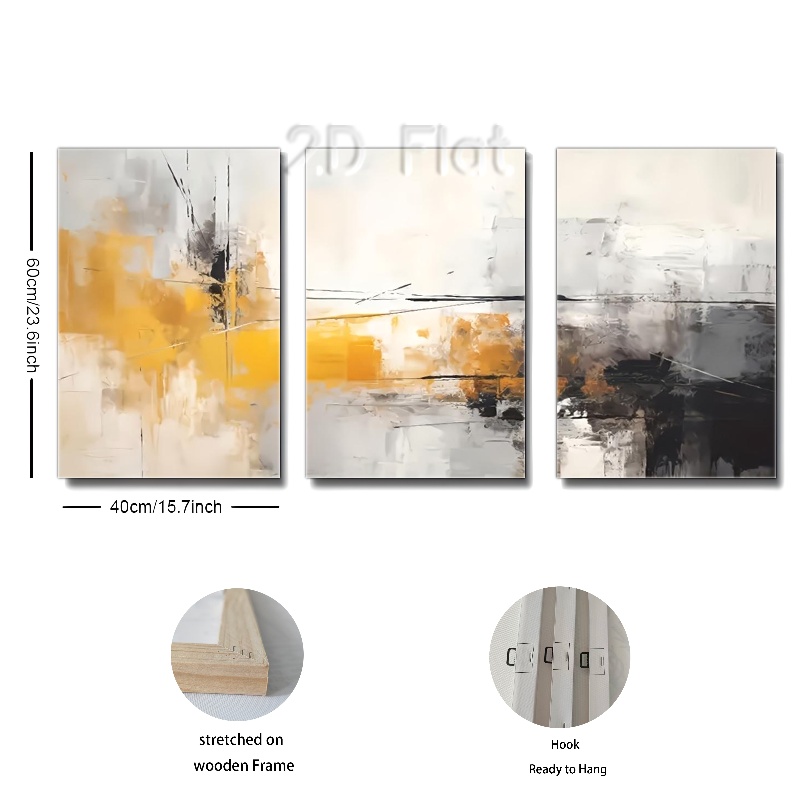 2D Flat
60cm/23.6inch
40cm/15.7inch
stretched on
wooden Frame
Hook
Ready to Hang